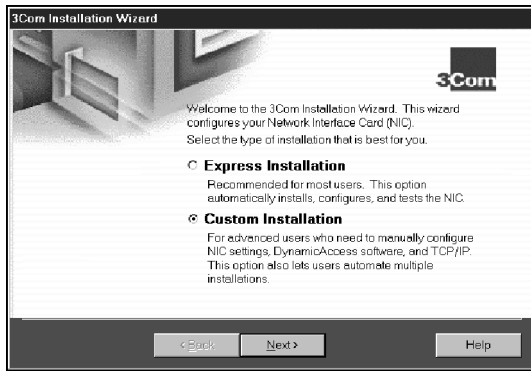 3Com Installation Wizard
3Com
Welcome to the 3Com Installation Wizard. This wizard
configures your Network Interface Card (NIC).
Select the type of installation that is best for you.
Express Installation
Recommended for most users. This option
automatically installs, configures, and tests the NIC.
Custom Installation
For advanced users who need to manually configure
NIC settings, DynamicAccess software, and TCP/IP.
This option also lets users automate multiple
installations.
<Back
Next>
Help